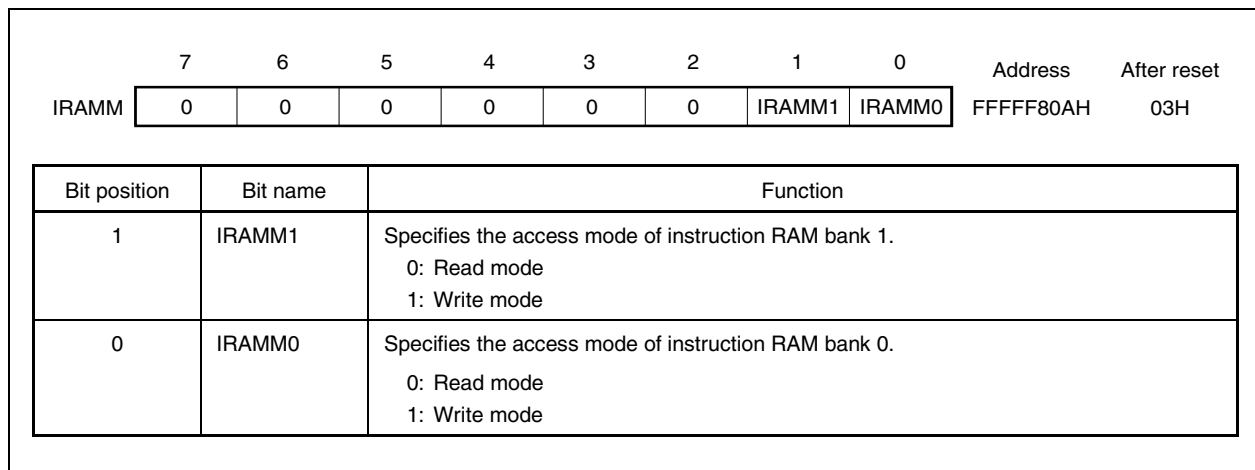 7 6 5 4 3 2 1 0 Address After reset
IRAMM 0 0 0 0 0 0 IRAMM1 IRAMM0 FFFFF80AH 03H
Bit position Bit name Function
1 IRAMM1 Specifies the access mode of instruction RAM bank 1.
0: Read mode
1: Write mode
0 IRAMM0 Specifies the access mode of instruction RAM bank 0.
0: Read mode
1: Write mode